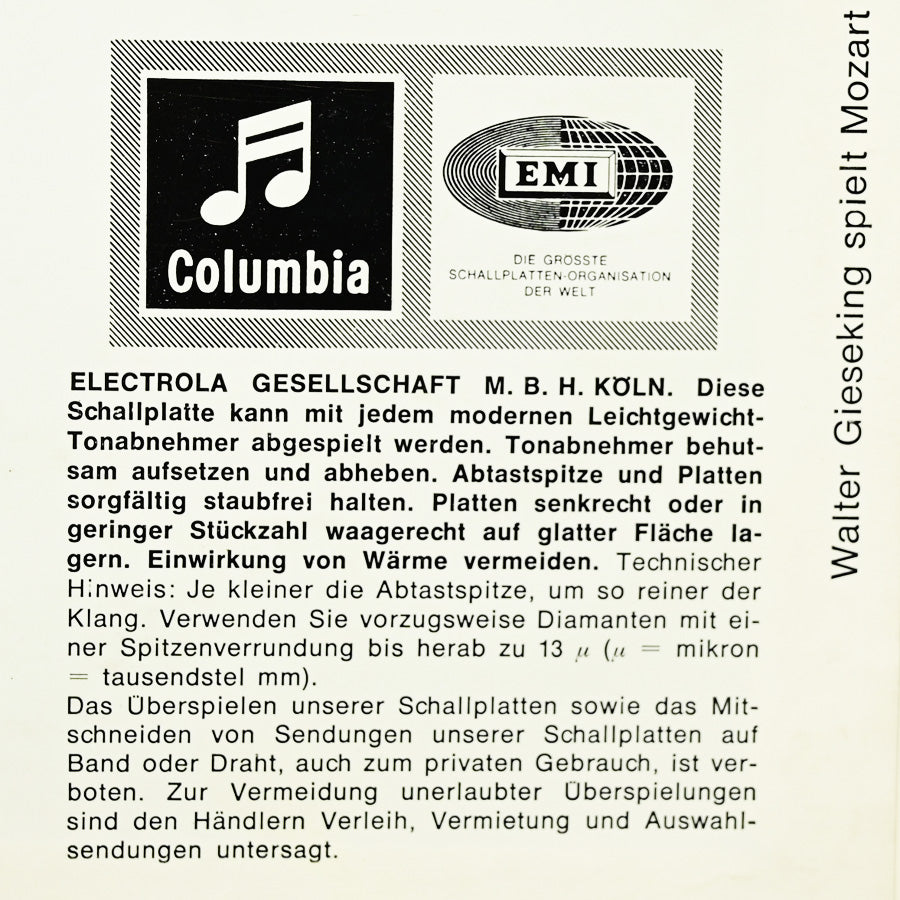 Columbia
EMI
DIE GRÖSSTE
SCHALLPLATTEN-ORGANISATION
DER WELT
ELECTROLA GESELLSCHAFT M. B. H. KÖLN. Diese
Schallplatte kann mit jedem modernen Leichtgewicht-
Tonabnehmer abgespielt werden. Tonabnehmer behut-
sam aufsetzen und abheben. Abtastspitze und Platten
sorgfältig staubfrei halten. Platten senkrecht oder in
geringer Stückzahl waagerecht auf glatter Fläche la-
gern. Einwirkung von Wärme vermeiden. Technischer
Hinweis: Je kleiner die Abtastspitze, um so reiner der
Klang. Verwenden Sie vorzugsweise Diamanten mit ei-
ner Spitzenverrundung bis herab zu 13 μ (μ = mikron
= tausendstel mm).
Das Überspielen unserer Schallplatten sowie das Mit-
schneiden von Sendungen unserer Schallplatten auf
Band oder Draht, auch zum privaten Gebrauch, ist ver-
boten. Zur Vermeidung unerlaubter Überspielungen
sind den Händlern Verleih, Vermietung und Auswahl-
sendungen untersagt.
Walter Gieseking spielt Mozart